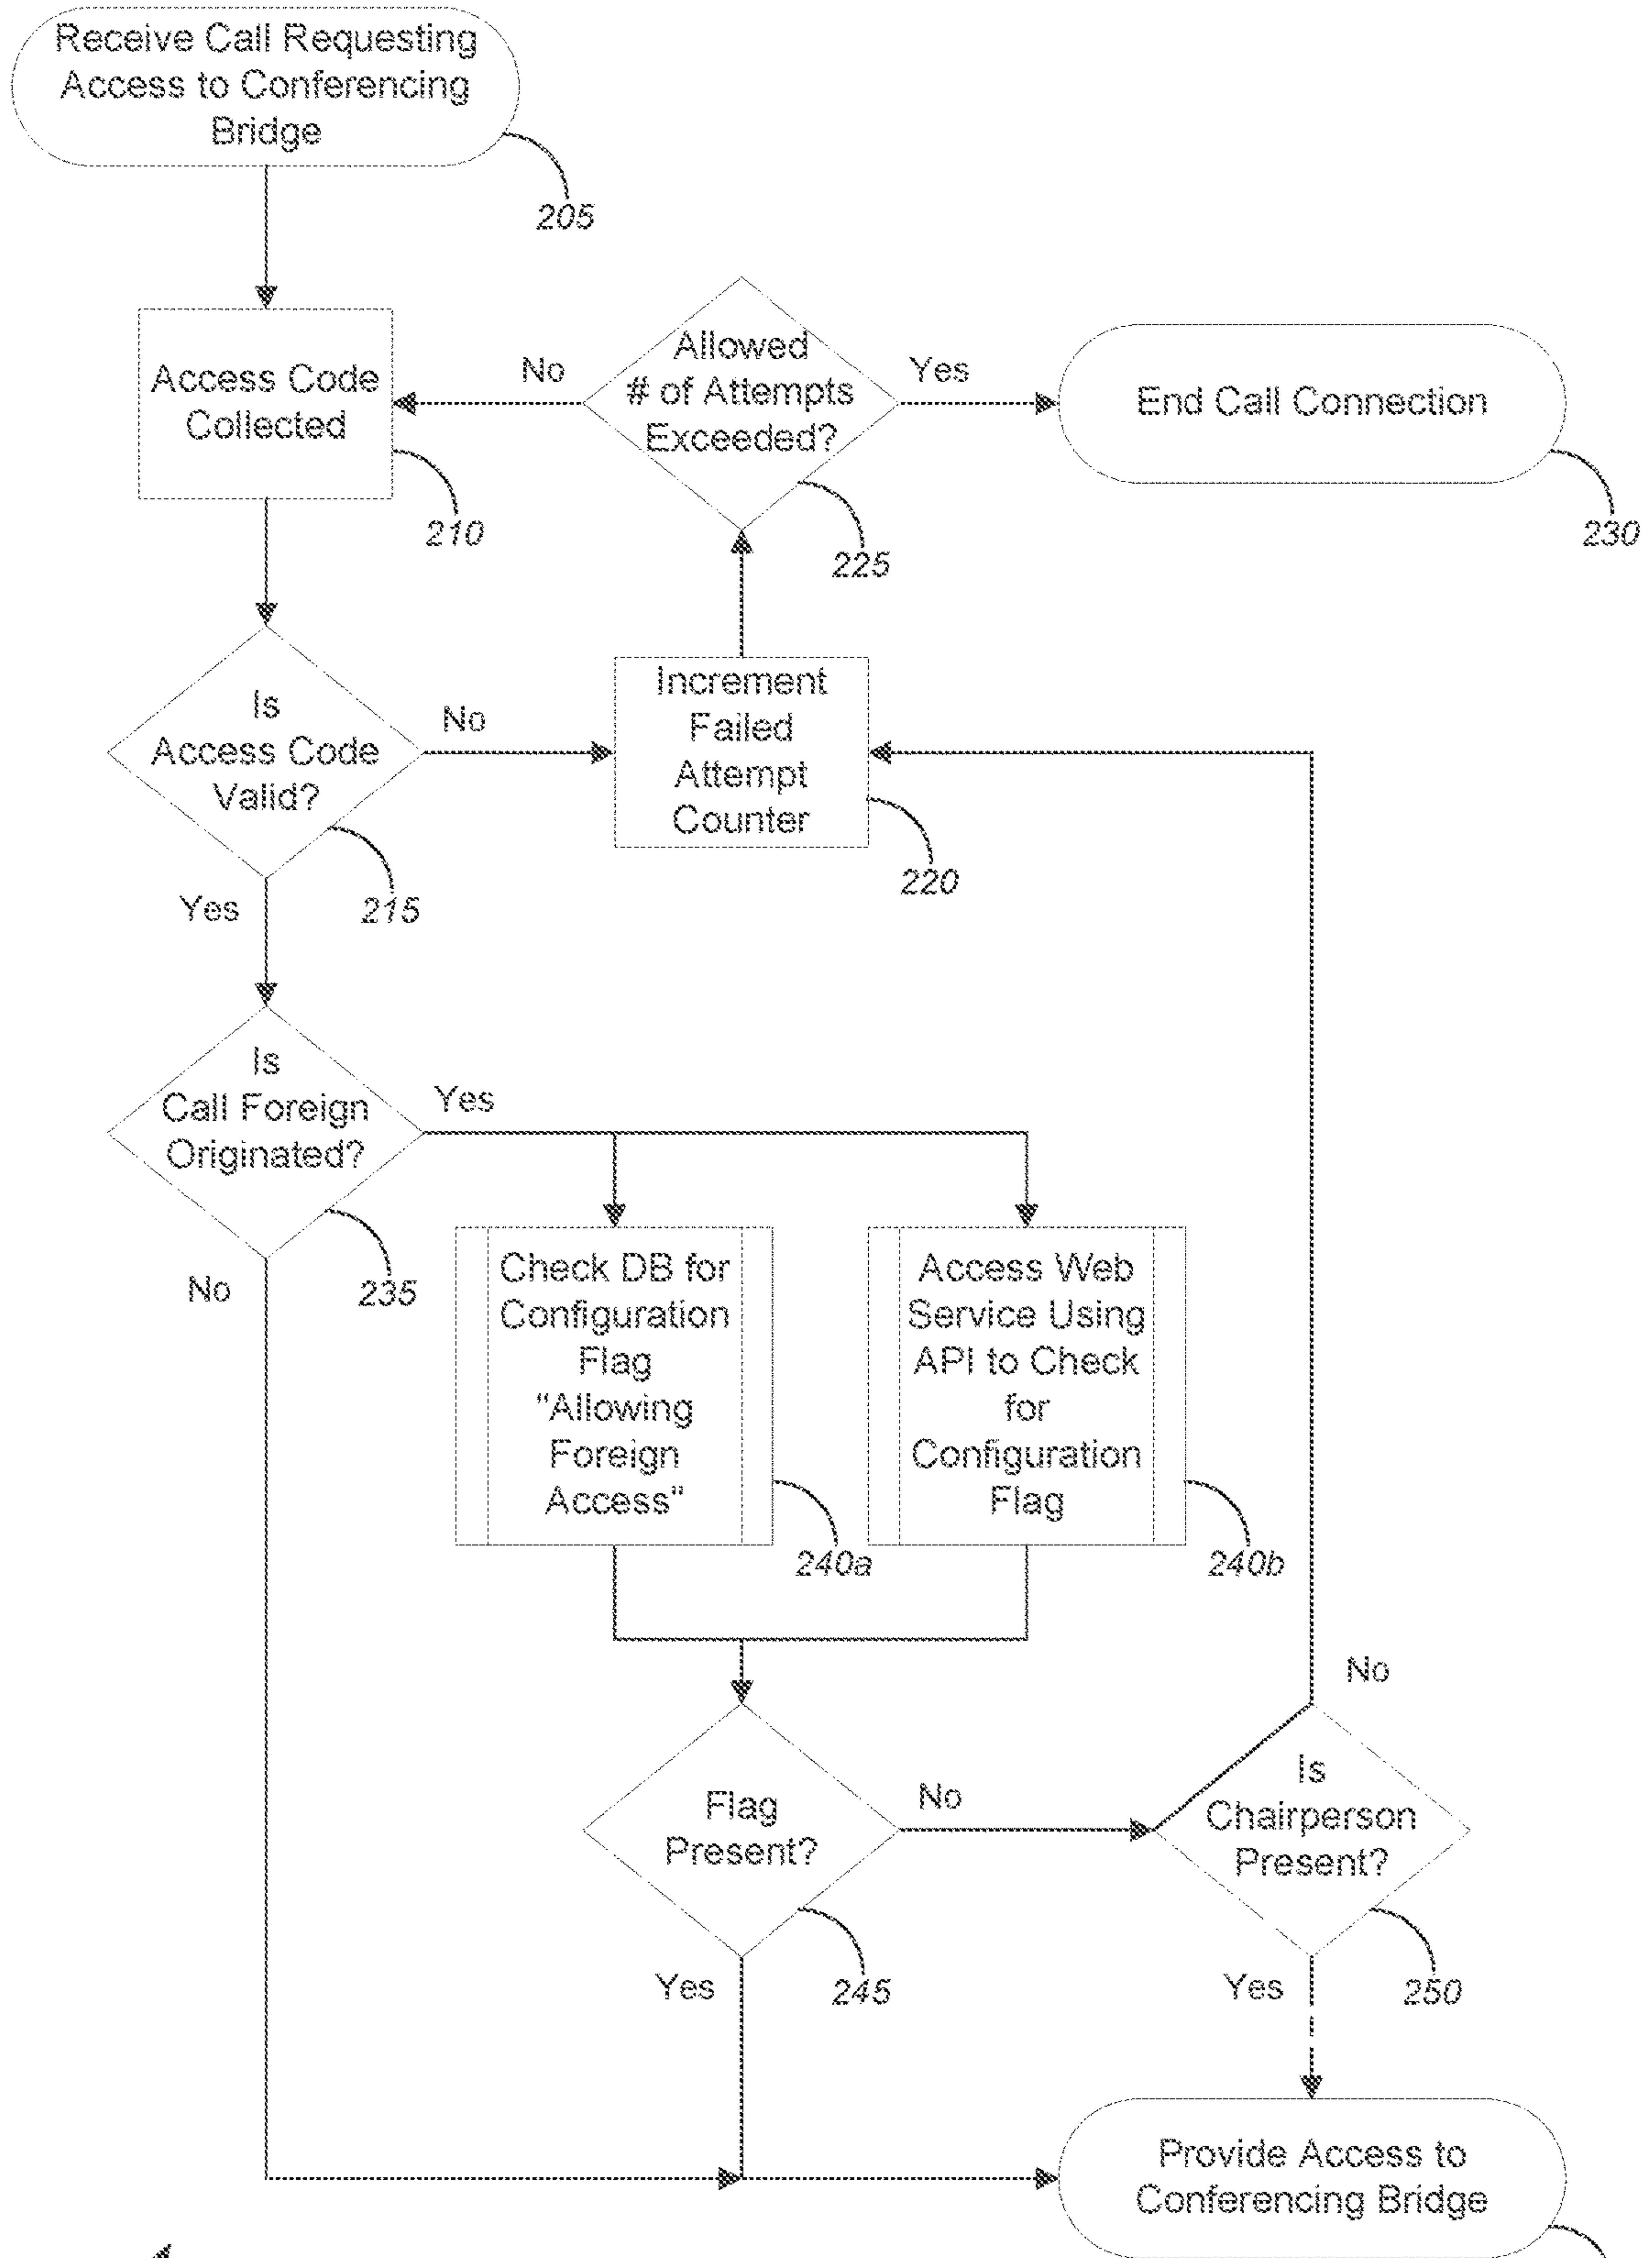 Receive Call Requesting
Access to Conferencing
Bridge
205
Access Code
Collected
210
No
Allowed
# of Attempts
Exceeded?
225
Yes
End Call Connection
230
Is
Access Code
Valid?
215
No
Increment
Failed
Attempt
Counter
220
Yes
Is
Call Foreign
Originated?
235
Yes
No
Check DB for
Configuration
Flag
"Allowing
Foreign
Access"
240a
Access Web
Service Using
API to Check
for
Configuration
Flag
240b
Flag
Present?
245
No
Is
Chairperson
Present?
250
No
Yes
Yes
Provide Access to
Conferencing Bridge